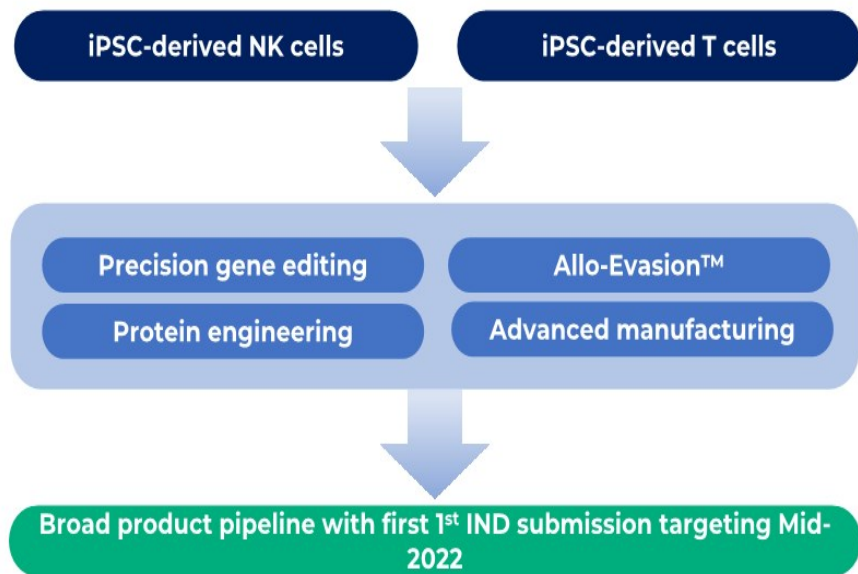 iPSC-derived NK cells
iPSC-derived T cells
Precision gene editing
Allo-Evasion™
Protein engineering
Advanced manufacturing
Broad product pipeline with first 1st IND submission targeting Mid-
2022